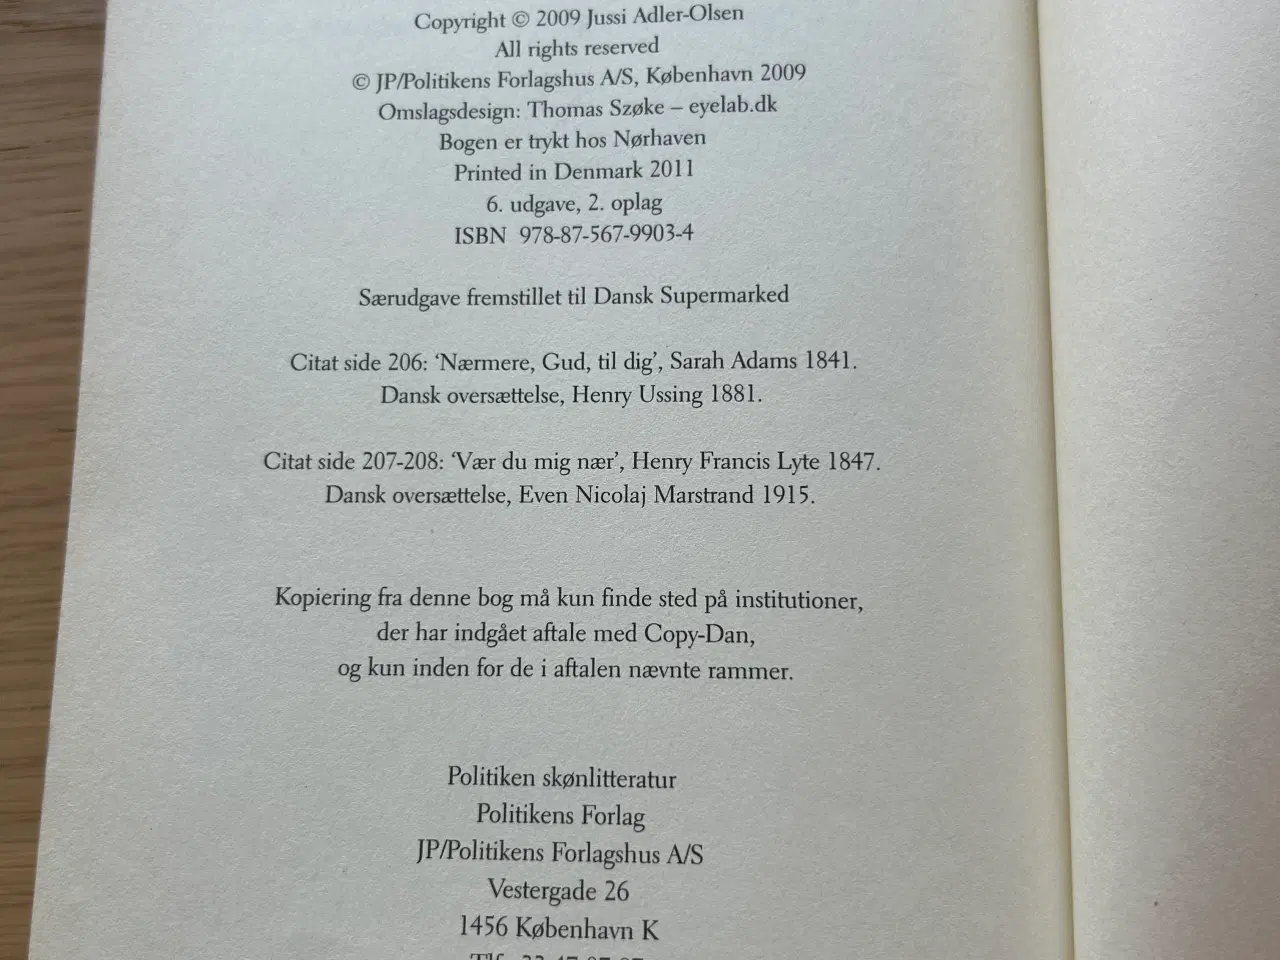 Copyright © 2009 Jussi Adler-Olsen
All rights reserved
© JP/Politikens Forlagshus A/S, København 2009
Omslagsdesign: Thomas Szøke – eyelab.dk
Bogen er trykt hos Nørhaven
Printed in Denmark 2011
6. udgave, 2. oplag
ISBN 978-87-567-9903-4
Særudgave fremstillet til Dansk Supermarked
Citat side 206: ‘Nærmere, Gud, til dig’, Sarah Adams 1841.
Dansk oversættelse, Henry Ussing 1881.
Citat side 207-208: ‘Vær du mig nær’, Henry Francis Lyte 1847.
Dansk oversættelse, Even Nicolaj Marstrand 1915.
Kopiering fra denne bog må kun finde sted på institutioner,
der har indgået aftale med Copy-Dan,
og kun inden for de i aftalen nævnte rammer.
Politiken skønlitteratur
Politikens Forlag
JP/Politikens Forlagshus A/S
Vestergade 26
1456 København K
Tlf.